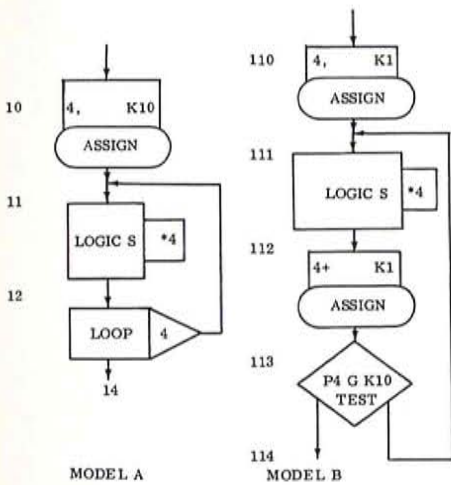 10
4, K10
ASSIGN
11
LOGIC S
*4
12
LOOP
4
14
MODEL A
110
4, K1
ASSIGN
111
LOGIC S
*4
112
4+ K1
ASSIGN
113
P4 G K10
TEST
114
MODEL B